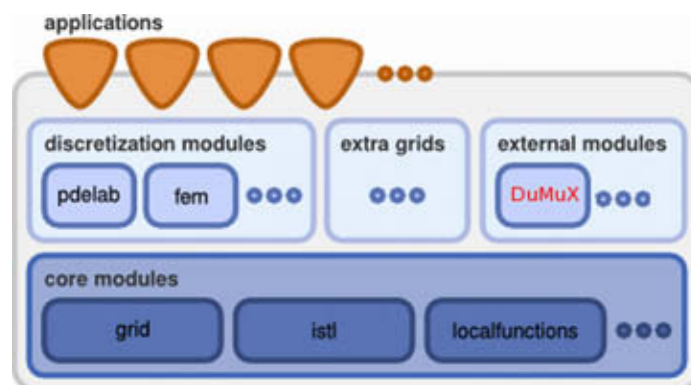 applications
discretization modules
extra grids
external modules
pdelab
fem
DuMuX
core modules
grid
istl
localfunctions